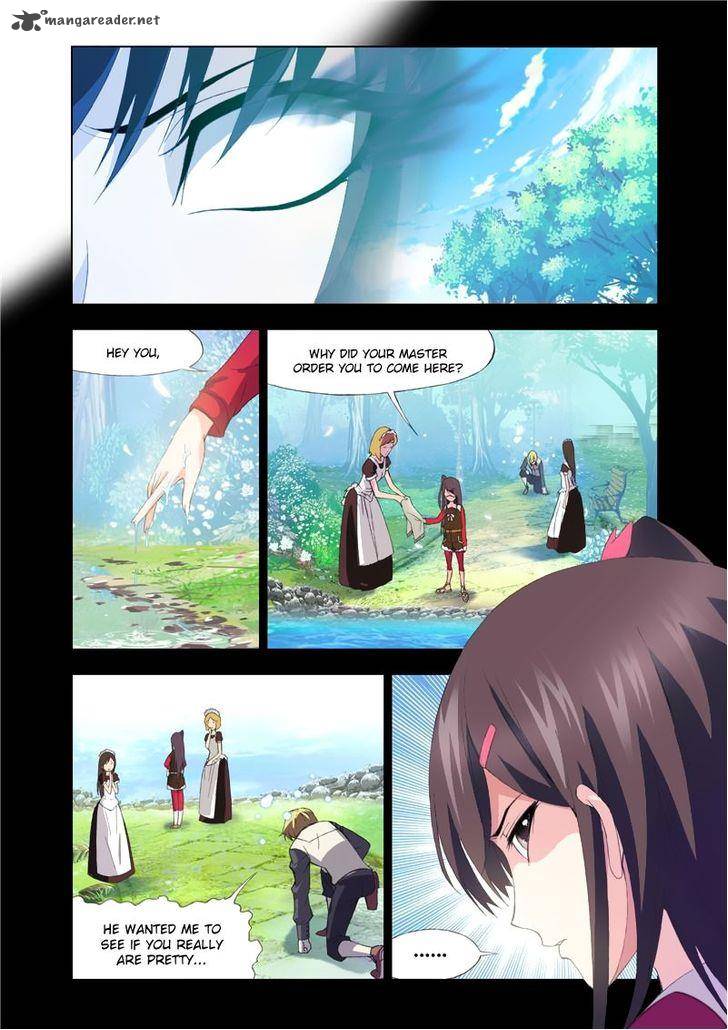 mangareader.net
HEY YOU,
WHY DID YOUR MASTER
ORDER YOU TO COME HERE?
HE WANTED ME TO
SEE IF YOU REALLY
ARE PRETTY...
......